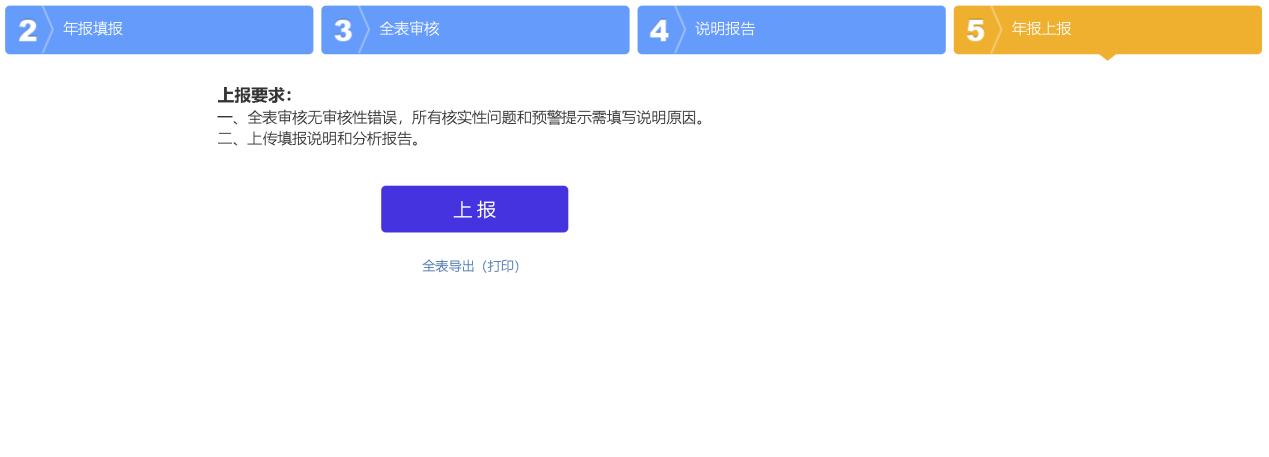 2 年报填报
3 全表审核
4 说明报告
5 年报上报
上报要求：
一、全表审核无审核性错误，所有核实性问题和预警提示需填写说明原因。
二、上传填报说明和分析报告。
上 报
全表导出（打印）